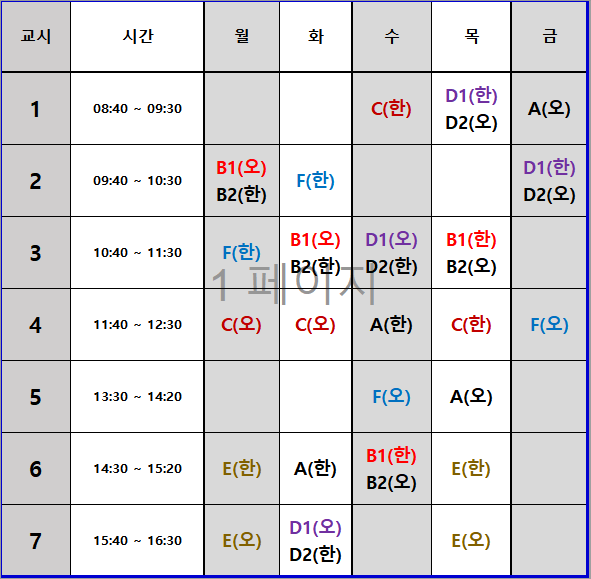 교시 시간 월 화 수 목 금
1 08:40 ~ 09:30 C(한) D1(한) A(오)
D2(오)
2 09:40 ~ 10:30 B1(오) F(한) D1(한)
B2(한) D2(오)
3 10:40 ~ 11:30 F(한) B1(오) D1(오) B1(한)
B2(한) D2(한) B2(오)
1 페이지
4 11:40 ~ 12:30 C(오) C(오) A(한) C(한) F(오)
5 13:30 ~ 14:20 F(오) A(오)
6 14:30 ~ 15:20 E(한) A(한) B1(한) E(한)
B2(오)
7 15:40 ~ 16:30 E(오) D1(오) E(오)
D2(한)